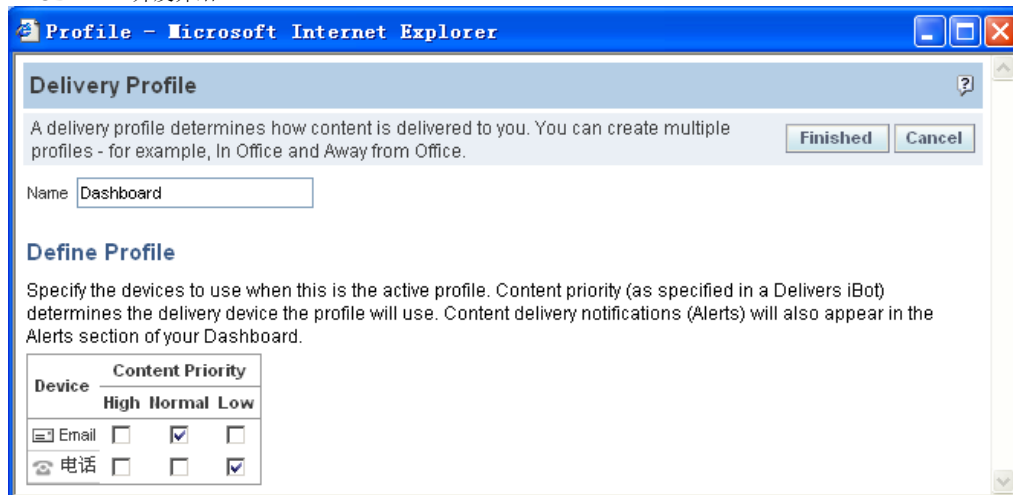 Profile - Microsoft Internet Explorer
Delivery Profile
A delivery profile determines how content is delivered to you. You can create multiple
profiles - for example, In Office and Away from Office.
Finished Cancel
Name Dashboard
Define Profile
Specify the devices to use when this is the active profile. Content priority (as specified in a Delivers iBot)
determines the delivery device the profile will use. Content delivery notifications (Alerts) will also appear in the
Alerts section of your Dashboard.
Device Content Priority
High Normal Low
Email
电话